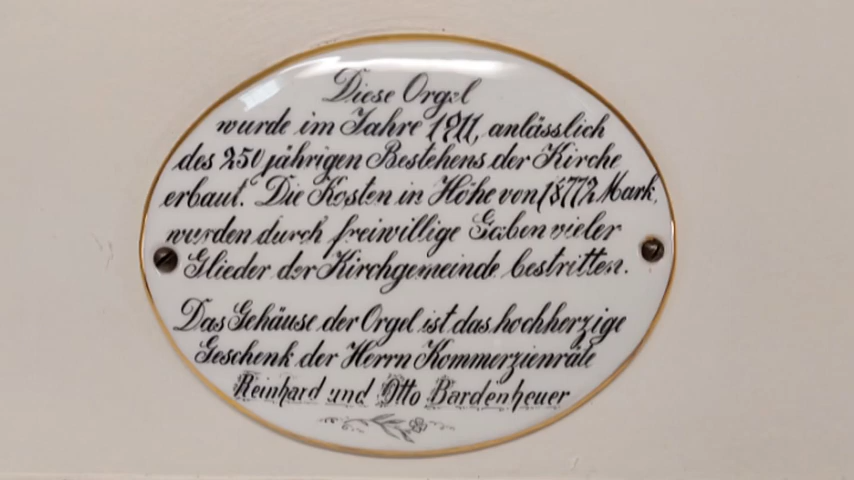 Diese Orgel
wurde im Jahre 1911, anlässlich
des 250 jährigen Bestehens der Kirche
erbaut. Die Kosten in Höhe von 18772 Mark,
wurden durch freiwillige Gaben vieler
Glieder der Kirchgemeinde bestritten.
Das Gehäuse der Orgel ist das hochherzige
Geschenk der Herrn Kommerzienräte
Reinhard und Otto Bardenheuer